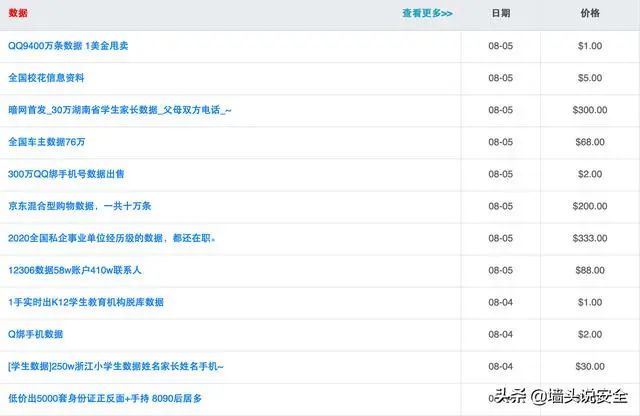 数据 查看更多>> 日期 价格
QQ9400万条数据 1美金甩卖 08-05 $1.00
全国校花信息资料 08-05 $5.00
暗网首发_30万湖南省学生家长数据_父母双方电话_~ 08-05 $300.00
全国车主数据76万 08-05 $68.00
300万QQ绑手机号数据出售 08-05 $2.00
京东混合型购物数据，一共十万条 08-05 $200.00
2020全国私企事业单位经历级的数据，都还在职。 08-05 $333.00
12306数据58w账户410w联系人 08-05 $88.00
1手实时出K12学生教育机构脱库数据 08-04 $1.00
Q绑手机数据 08-04 $2.00
[学生数据]250w浙江小学生数据姓名家长姓名手机~ 08-04 $30.00
低价出5000套身份证正反面+手持 8090后居多
头条 @墙头说安全